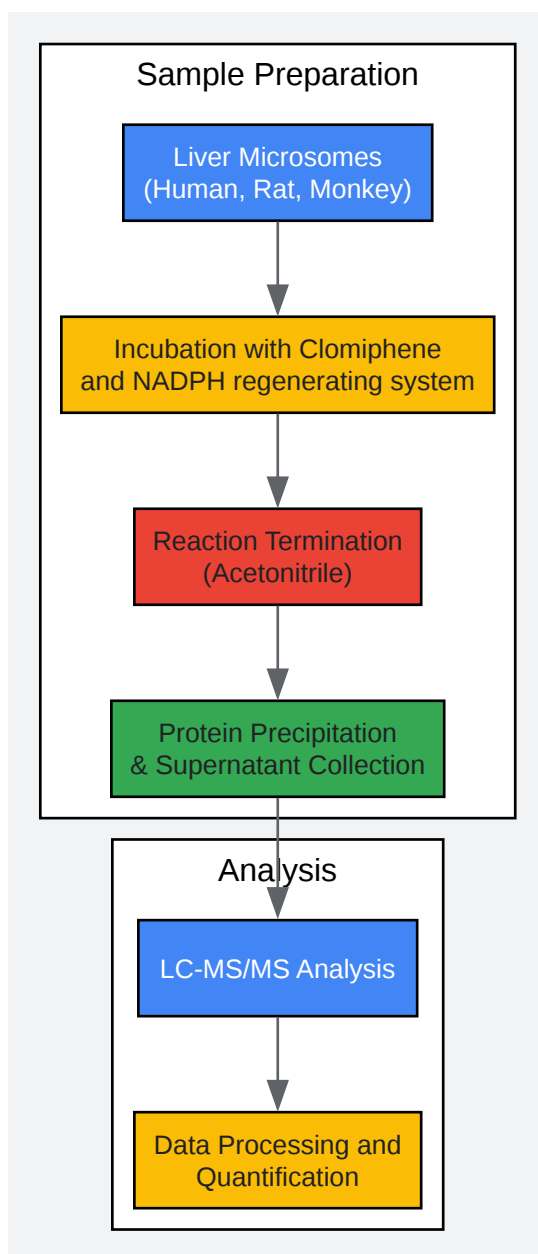 Sample Preparation
Liver Microsomes
(Human, Rat, Monkey)
Incubation with Clomiphene
and NADPH regenerating system
Reaction Termination
(Acetonitrile)
Protein Precipitation
& Supernatant Collection
Analysis
LC-MS/MS Analysis
Data Processing and
Quantification